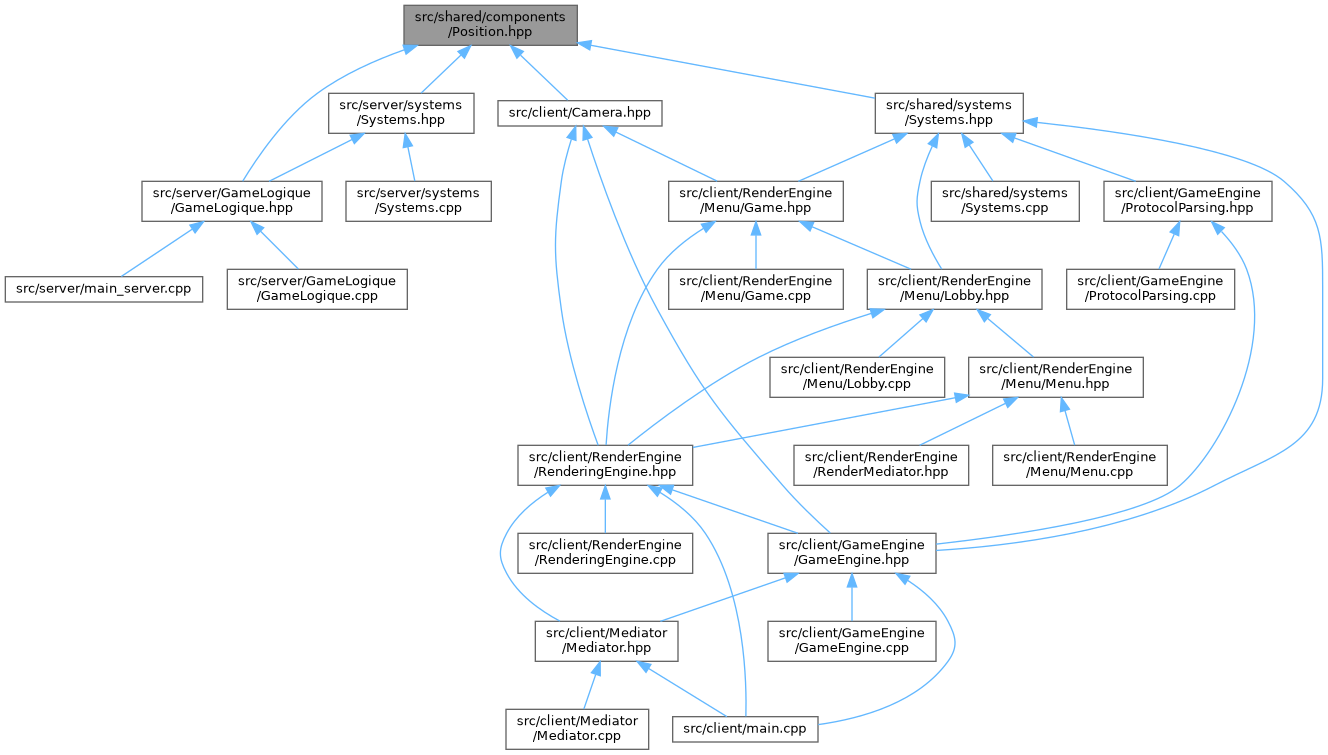 src/shared/components
/Position.hpp
src/server/systems
/Systems.hpp
src/client/Camera.hpp
src/shared/systems
/Systems.hpp
src/server/GameLogique
/GameLogique.hpp
src/server/systems
/Systems.cpp
src/client/RenderEngine
/Menu/Game.hpp
src/shared/systems
/Systems.cpp
src/client/GameEngine
/ProtocolParsing.hpp
src/server/main_server.cpp
src/server/GameLogique
/GameLogique.cpp
src/client/RenderEngine
/Menu/Game.cpp
src/client/RenderEngine
/Menu/Lobby.hpp
src/client/GameEngine
/ProtocolParsing.cpp
src/client/RenderEngine
/Menu/Lobby.cpp
src/client/RenderEngine
/Menu/Menu.hpp
src/client/RenderEngine
/RenderingEngine.hpp
src/client/RenderEngine
/RenderMediator.hpp
src/client/RenderEngine
/Menu/Menu.cpp
src/client/RenderEngine
/RenderingEngine.cpp
src/client/GameEngine
/GameEngine.hpp
src/client/Mediator
/Mediator.hpp
src/client/GameEngine
/GameEngine.cpp
src/client/Mediator
/Mediator.cpp
src/client/main.cpp